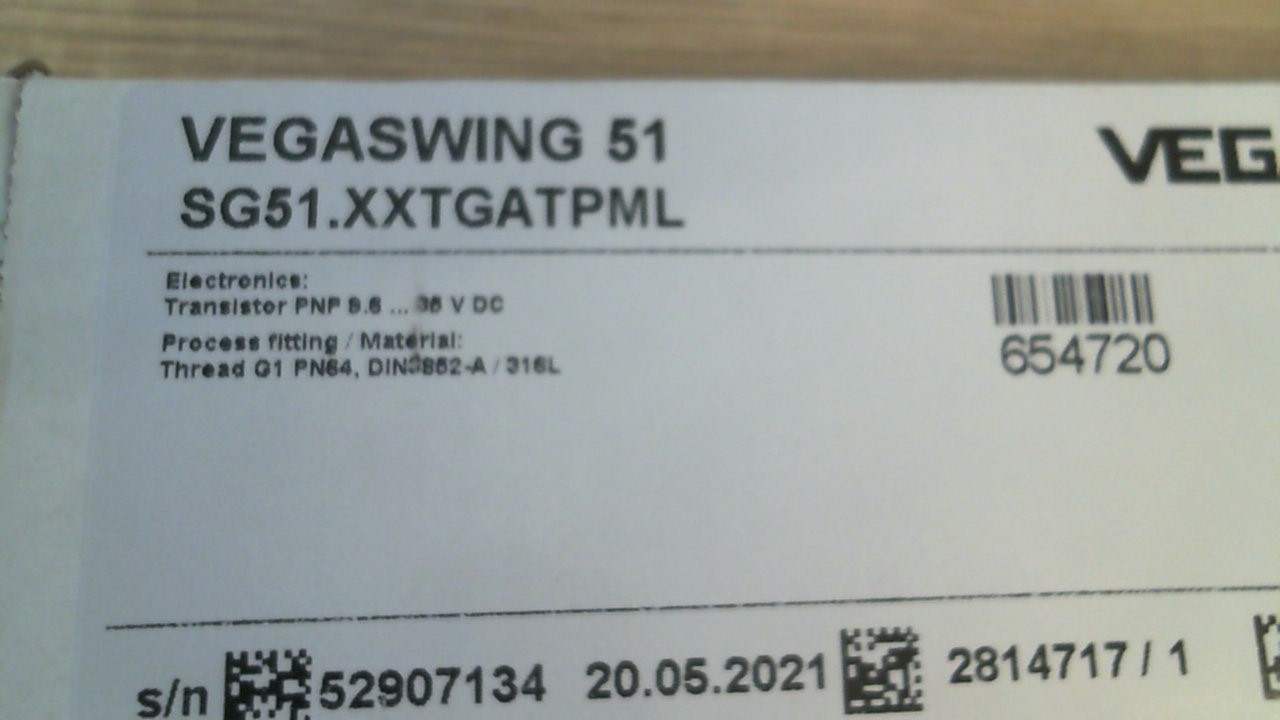 VEGASWING 51
SG51.XXTGATPML
VEG
Electronics:
Transistor PNP 9.6 ... 35 V DC
Process fitting / Material:
Thread G1 PN64, DIN3852-A / 316L
654720
s/n 52907134 20.05.2021 2814717 / 1